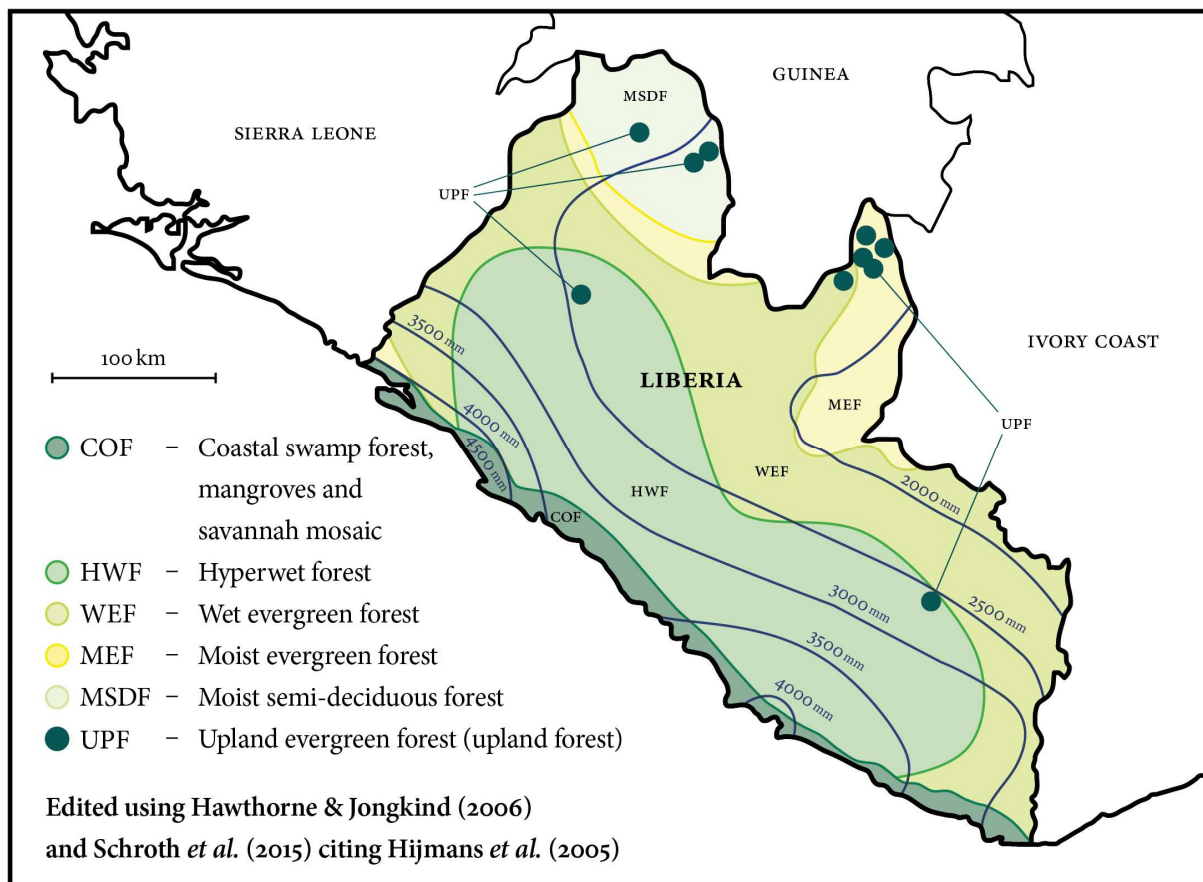 GUINEA
MSDF
SIERRA LEONE
UPF
3500 mm
100 km
4000 mm
4500 mm
LIBERIA
IVORY COAST
MEF
UPF
WEF
HWF
COF
2000 mm
2500 mm
3000 mm
3500 mm
4000 mm
COF – Coastal swamp forest,
mangroves and
savannah mosaic
HWF – Hyperwet forest
WEF – Wet evergreen forest
MEF – Moist evergreen forest
MSDF – Moist semi-deciduous forest
UPF – Upland evergreen forest (upland forest)
Edited using Hawthorne & Jongkind (2006)
and Schroth et al. (2015) citing Hijmans et al. (2005)